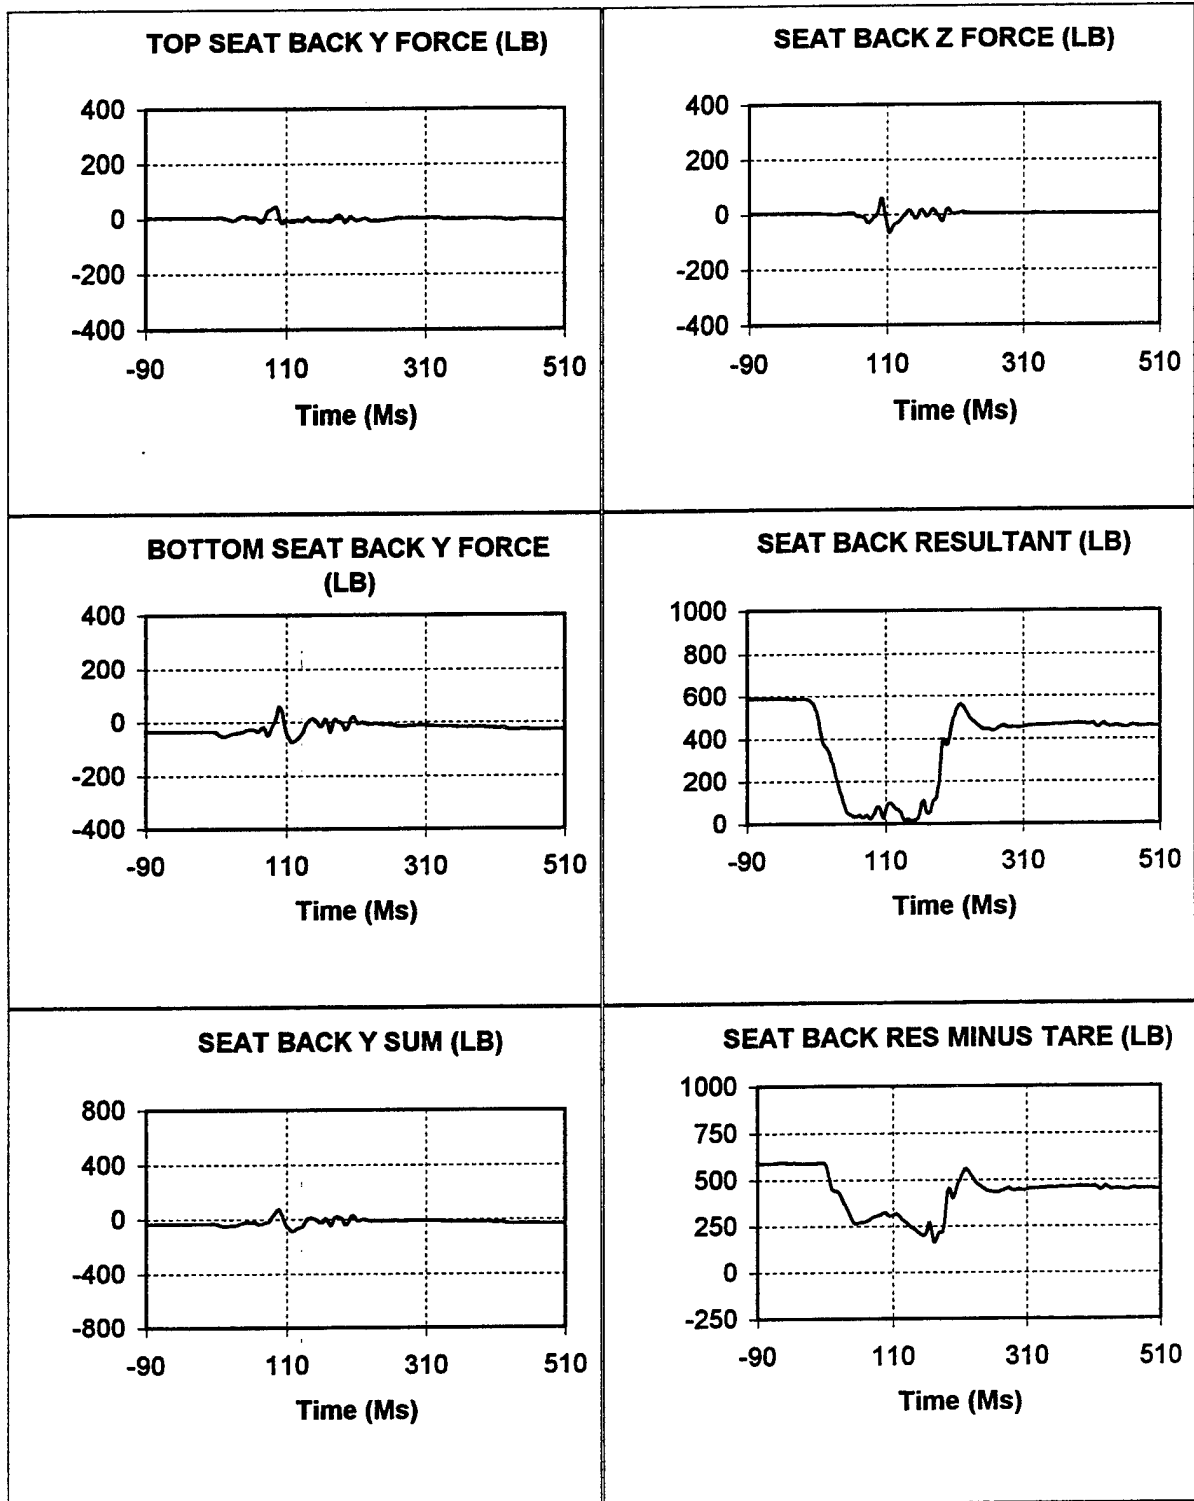 TOP SEAT BACK Y FORCE (LB)
400
200
0
-200
-400
-90 110 310 510
Time (Ms)
SEAT BACK Z FORCE (LB)
400
200
0
-200
-400
-90 110 310 510
Time (Ms)
BOTTOM SEAT BACK Y FORCE
(LB)
400
200
0
-200
-400
-90 110 310 510
Time (Ms)
SEAT BACK RESULTANT (LB)
1000
800
600
400
200
0
-90 110 310 510
Time (Ms)
SEAT BACK Y SUM (LB)
800
400
0
-400
-800
-90 110 310 510
Time (Ms)
SEAT BACK RES MINUS TARE (LB)
1000
750
500
250
0
-250
-90 110 310 510
Time (Ms)